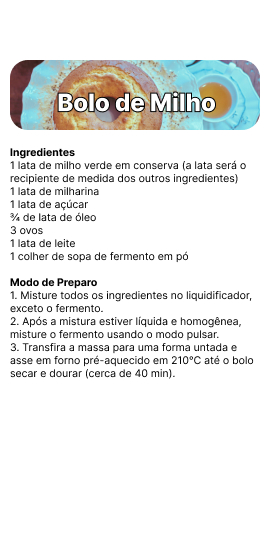 Bolo de Milho
Ingredientes
1 lata de milho verde em conserva (a lata será o
recipiente de medida dos outros ingredientes)
1 lata de milharina
1 lata de açúcar
¾ de lata de óleo
3 ovos
1 lata de leite
1 colher de sopa de fermento em pó
Modo de Preparo
1. Misture todos os ingredientes no liquidificador,
exceto o fermento.
2. Após a mistura estiver líquida e homogênea,
misture o fermento usando o modo pulsar.
3. Transfira a massa para uma forma untada e
asse em forno pré-aquecido em 210°C até o bolo
secar e dourar (cerca de 40 min).